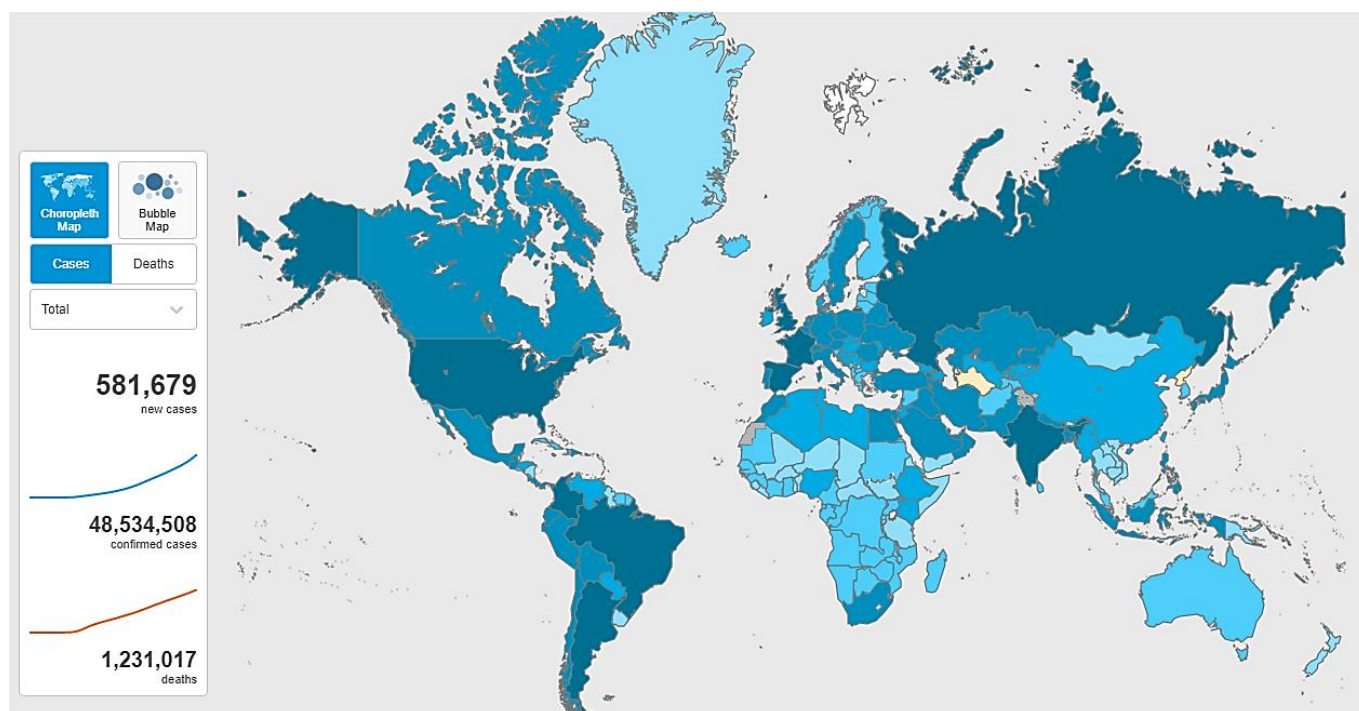 Choropleth
Map
Bubble
Map
Cases
Deaths
Total
581,679
new cases
48,534,508
confirmed cases
1,231,017
deaths